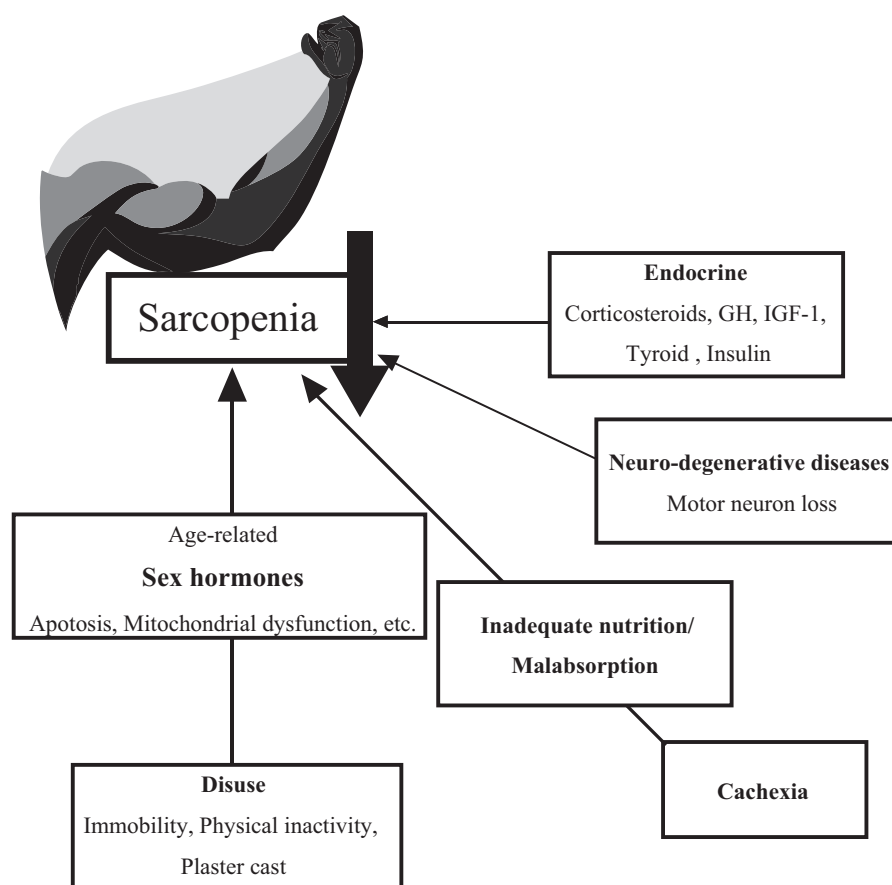 Sarcopenia
Endocrine
Corticosteroids, GH, IGF-1,
Tyroid , Insulin
Neuro-degenerative diseases
Motor neuron loss
Age-related
Sex hormones
Apotosis, Mitochondrial dysfunction, etc.
Inadequate nutrition/
Malabsorption
Cachexia
Disuse
Immobility, Physical inactivity,
Plaster cast